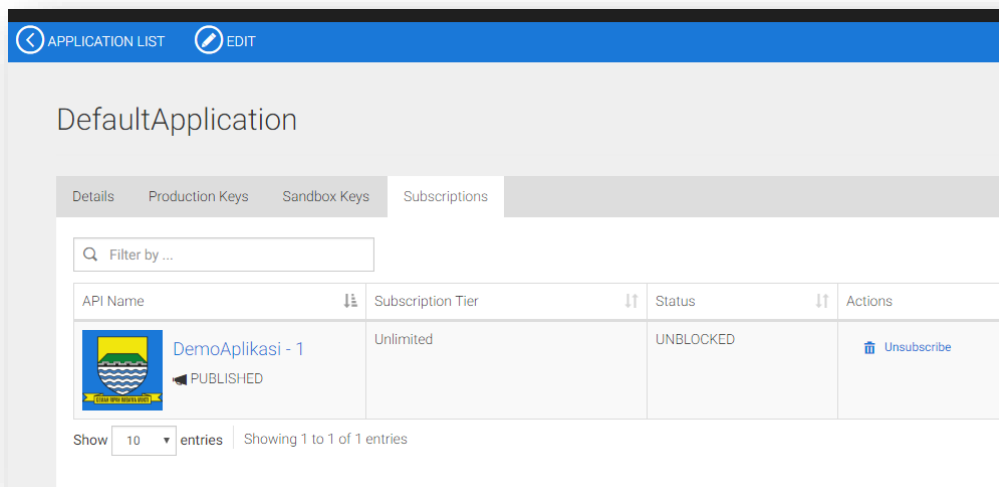 APPLICATION LIST EDIT
DefaultApplication
Details Production Keys Sandbox Keys Subscriptions
Filter by ...
API Name Subscription Tier Status Actions
DemoAplikasi - 1 Unlimited UNBLOCKED Unsubscribe
PUBLISHED
Show 10 entries Showing 1 to 1 of 1 entries